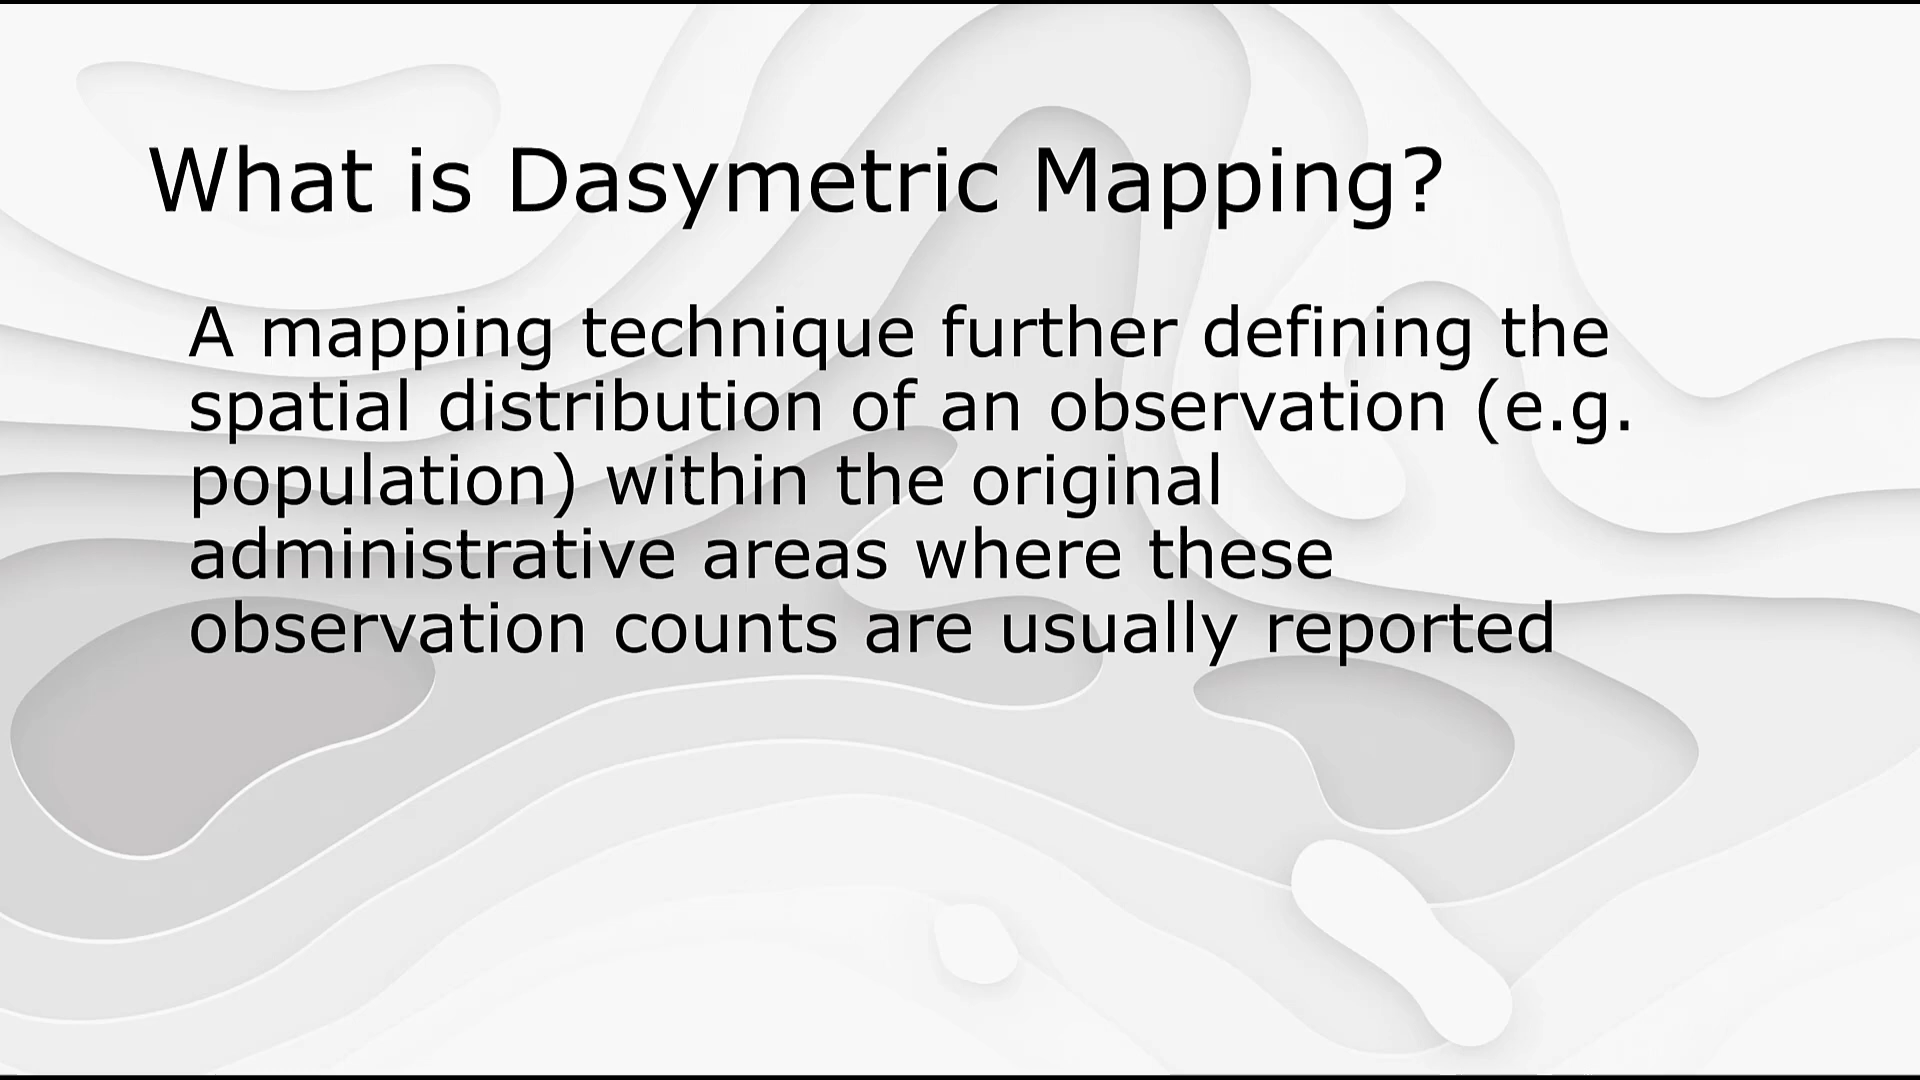 What is Dasymetric Mapping?
A mapping technique further defining the
spatial distribution of an observation (e.g.
population) within the original
administrative areas where these
observation counts are usually reported